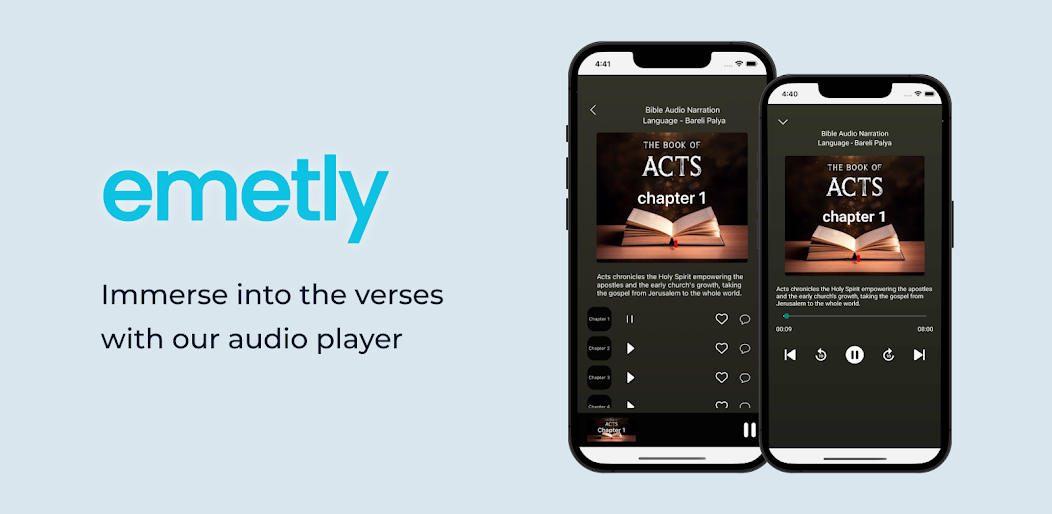 emetly
Immerse into the verses
with our audio player
4:41
Bible Audio Narration
Language - Bareli Palya
THE BOOK OF
ACTS
chapter 1
Acts chronicles the Holy Spirit empowering the
apostles and the early church's growth, taking
the gospel from Jerusalem to the whole world.
Chapter 1
Chapter 2
Chapter 3
Chapter 4
ACTS
Chapter 1
4:40
Bible Audio Narration
Language - Bareli Palya
THE BOOK OF
ACTS
chapter 1
Acts chronicles the Holy Spirit empowering the apostles
and the early church's growth, taking the gospel from
Jerusalem to the whole world.
00:09
08:00